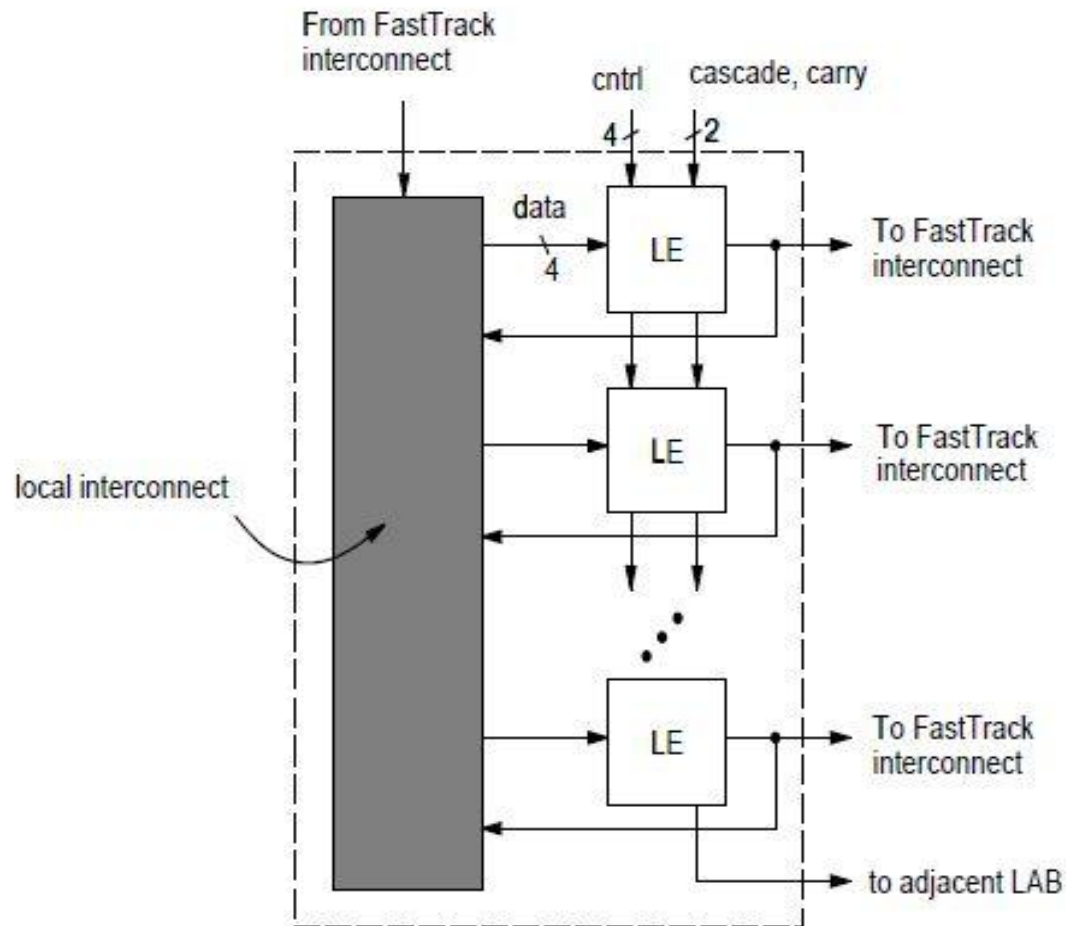 From FastTrack
interconnect
cntrl
cascade, carry
4
2
data
4
LE
To FastTrack
interconnect
LE
To FastTrack
interconnect
local interconnect
LE
To FastTrack
interconnect
to adjacent LAB